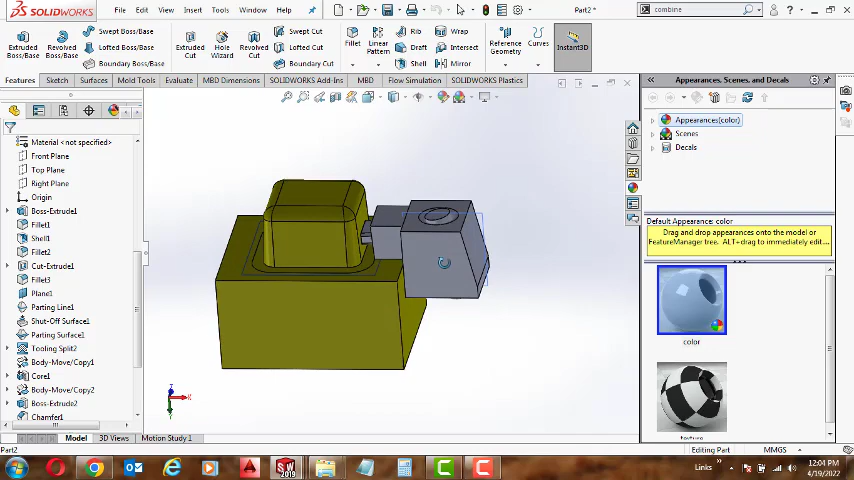 SOLIDWORKS
File
Edit
View
Insert
Tools
Window
Help
Part2 *
combine
Extruded
Boss/Base
Revolved
Boss/Base
Swept Boss/Base
Lofted Boss/Base
Boundary Boss/Base
Extruded
Cut
Hole
Wizard
Revolved
Cut
Swept Cut
Lofted Cut
Boundary Cut
Fillet
Linear
Pattern
Rib
Draft
Shell
Wrap
Intersect
Mirror
Reference
Geometry
Curves
Instant3D
Features
Sketch
Surfaces
Mold Tools
Evaluate
MBD Dimensions
SOLIDWORKS Add-Ins
MBD
Flow Simulation
SOLIDWORKS Plastics
Material <not specified>
Front Plane
Top Plane
Right Plane
Origin
Boss-Extrude1
Fillet1
Shell1
Fillet2
Cut-Extrude1
Fillet3
Plane1
Parting Line1
Shut-Off Surface1
Parting Surface1
Tooling Split2
Body-Move/Copy1
Core1
Body-Move/Copy2
Boss-Extrude2
Chamfer1
Appearances, Scenes, and Decals
Appearances(color)
Scenes
Decals
Default Appearance: color
Drag and drop appearances onto the model or
FeatureManager tree. ALT+drag to immediately edit...
color
Model
3D Views
Motion Study 1
Part2
Editing Part
MMGS
SW
2019
Links
12:04 PM
4/19/2022